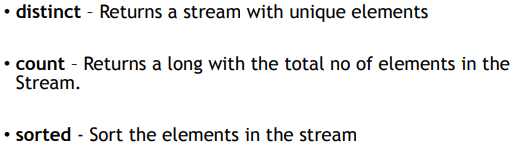 • distinct – Returns a stream with unique elements
• count – Returns a long with the total no of elements in the
Stream.
• sorted - Sort the elements in the stream